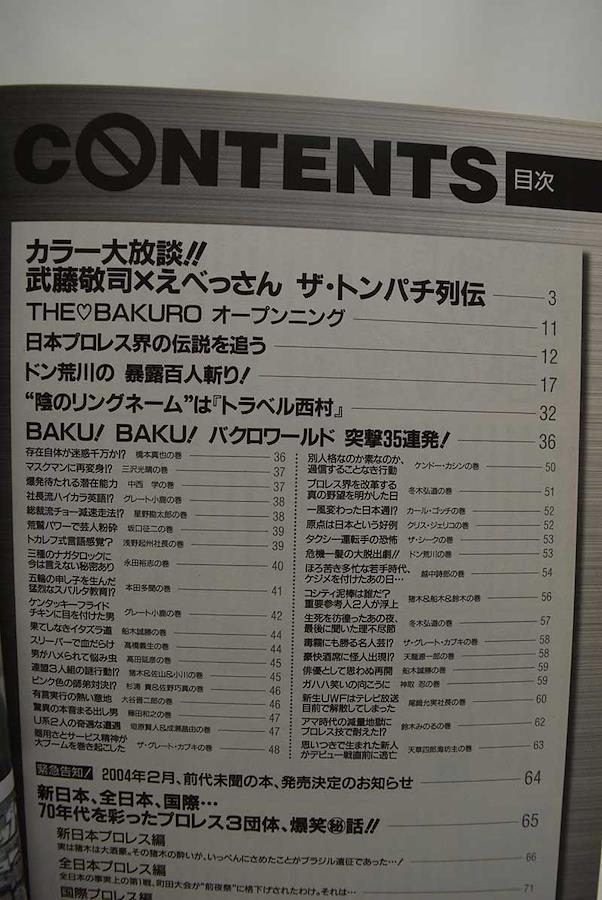 CONTENTS 目次
カラー大放談!!
武藤敬司×えべっさん ザ・トンパチ列伝 3
THE♡BAKURO オープンニング 11
日本プロレス界の伝説を追う 12
ドン荒川の 暴露百人斬り! 17
“陰のリングネーム”は『トラベル西村』 32
BAKU! BAKU! バクロワールド 突撃35連発! 36
存在自体が迷惑千万か!? 橋本真也の巻 36
マスクマンに再変身!? 三沢光晴の巻 37
爆発待たれる潜在能力 中西 学の巻 37
社長流ハイカラ英語!? グレート小鹿の巻 38
総裁流チョー減速走法!? 星野勘太郎の巻 38
荒鷲パワーで芸人粉砕 坂口征二の巻 39
トカレフ式言語感覚? 浅野起州社長の巻 39
三種のナガタロックに
今は言えない秘密あり 永田裕志の巻 40
五輪の申し子を生んだ
猛烈なスパルタ教育!? 本田多聞の巻 41
ケンタッキーフライド
チキンに目を付けた男 グレート小鹿の巻 42
果てしなきイタズラ道 船木誠勝の巻 44
スリーパーで血だらけ 高橋義生の巻 44
男がハメられて悩み虫 高田延彦の巻 45
連盟3人組の謎行動!? 猪木&佐山&小川の巻 45
ピンク色の師弟対決!? 杉浦 貴&佐野巧真の巻 46
有言実行の熱い意地 大谷晋二郎の巻 46
驚異の本音まる出し男 藤田和之の巻 47
U系2人の奇遇な遭遇 垣原賢人&成瀬昌由の巻 47
器用さとサービス精神が
大ブームを巻き起こした ザ・グレート・カブキの巻 48
別人格なのか素なのか、
過信することなき行動 ケンドー・カシンの巻 50
プロレス界を改革する
真の野望を明かした日 冬木弘道の巻 51
一風変わった日本通!? カール・ゴッチの巻 52
原点は日本という好例 クリス・ジェリコの巻 52
タクシー運転手の恐怖 ザ・シークの巻 53
危機一髪の大脱出劇!! ドン荒川の巻 53
ほろ苦き多忙な若手時代、
ケジメを付けたあの日… 越中詩郎の巻 54
コシティ泥棒は誰だ?
重要参考人2人が浮上 猪木&船木&鈴木の巻 56
生死を彷徨ったあの夜、
最後に聞いた理不尽節 冬木弘道の巻 57
毒霧にも勝る名人芸!? ザ・グレート・カブキの巻 58
豪快酒席に怪人出現!? 天龍源一郎の巻 58
俳優として思わぬ再開 船木誠勝の巻 59
ガハハ笑いの向こうに 神取 忍の巻 59
新生UWFはテレビ放送
目前で解散してしまった 尾﨑允実社長の巻 60
アマ時代の減量地獄に
プロレス技で耐えた!? 鈴木みのるの巻 62
思いつきで生まれた新人
がデビュー戦直前に逃亡 天草四郎海坊主の巻 63
緊急告知! 2004年2月、前代未聞の本、発売決定のお知らせ 64
新日本、全日本、国際…
70年代を彩ったプロレス3団体、爆笑㊙話!! 65
新日本プロレス編
実は猪木は大酒豪。その猪木の酔いが、いっぺんにさめたことがブラジル遠征であった…! 66
全日本プロレス編
全日本の事実上の第1戦、町田大会が“前夜祭”に格下げされたわけ。それは… 71
国際プロレス編